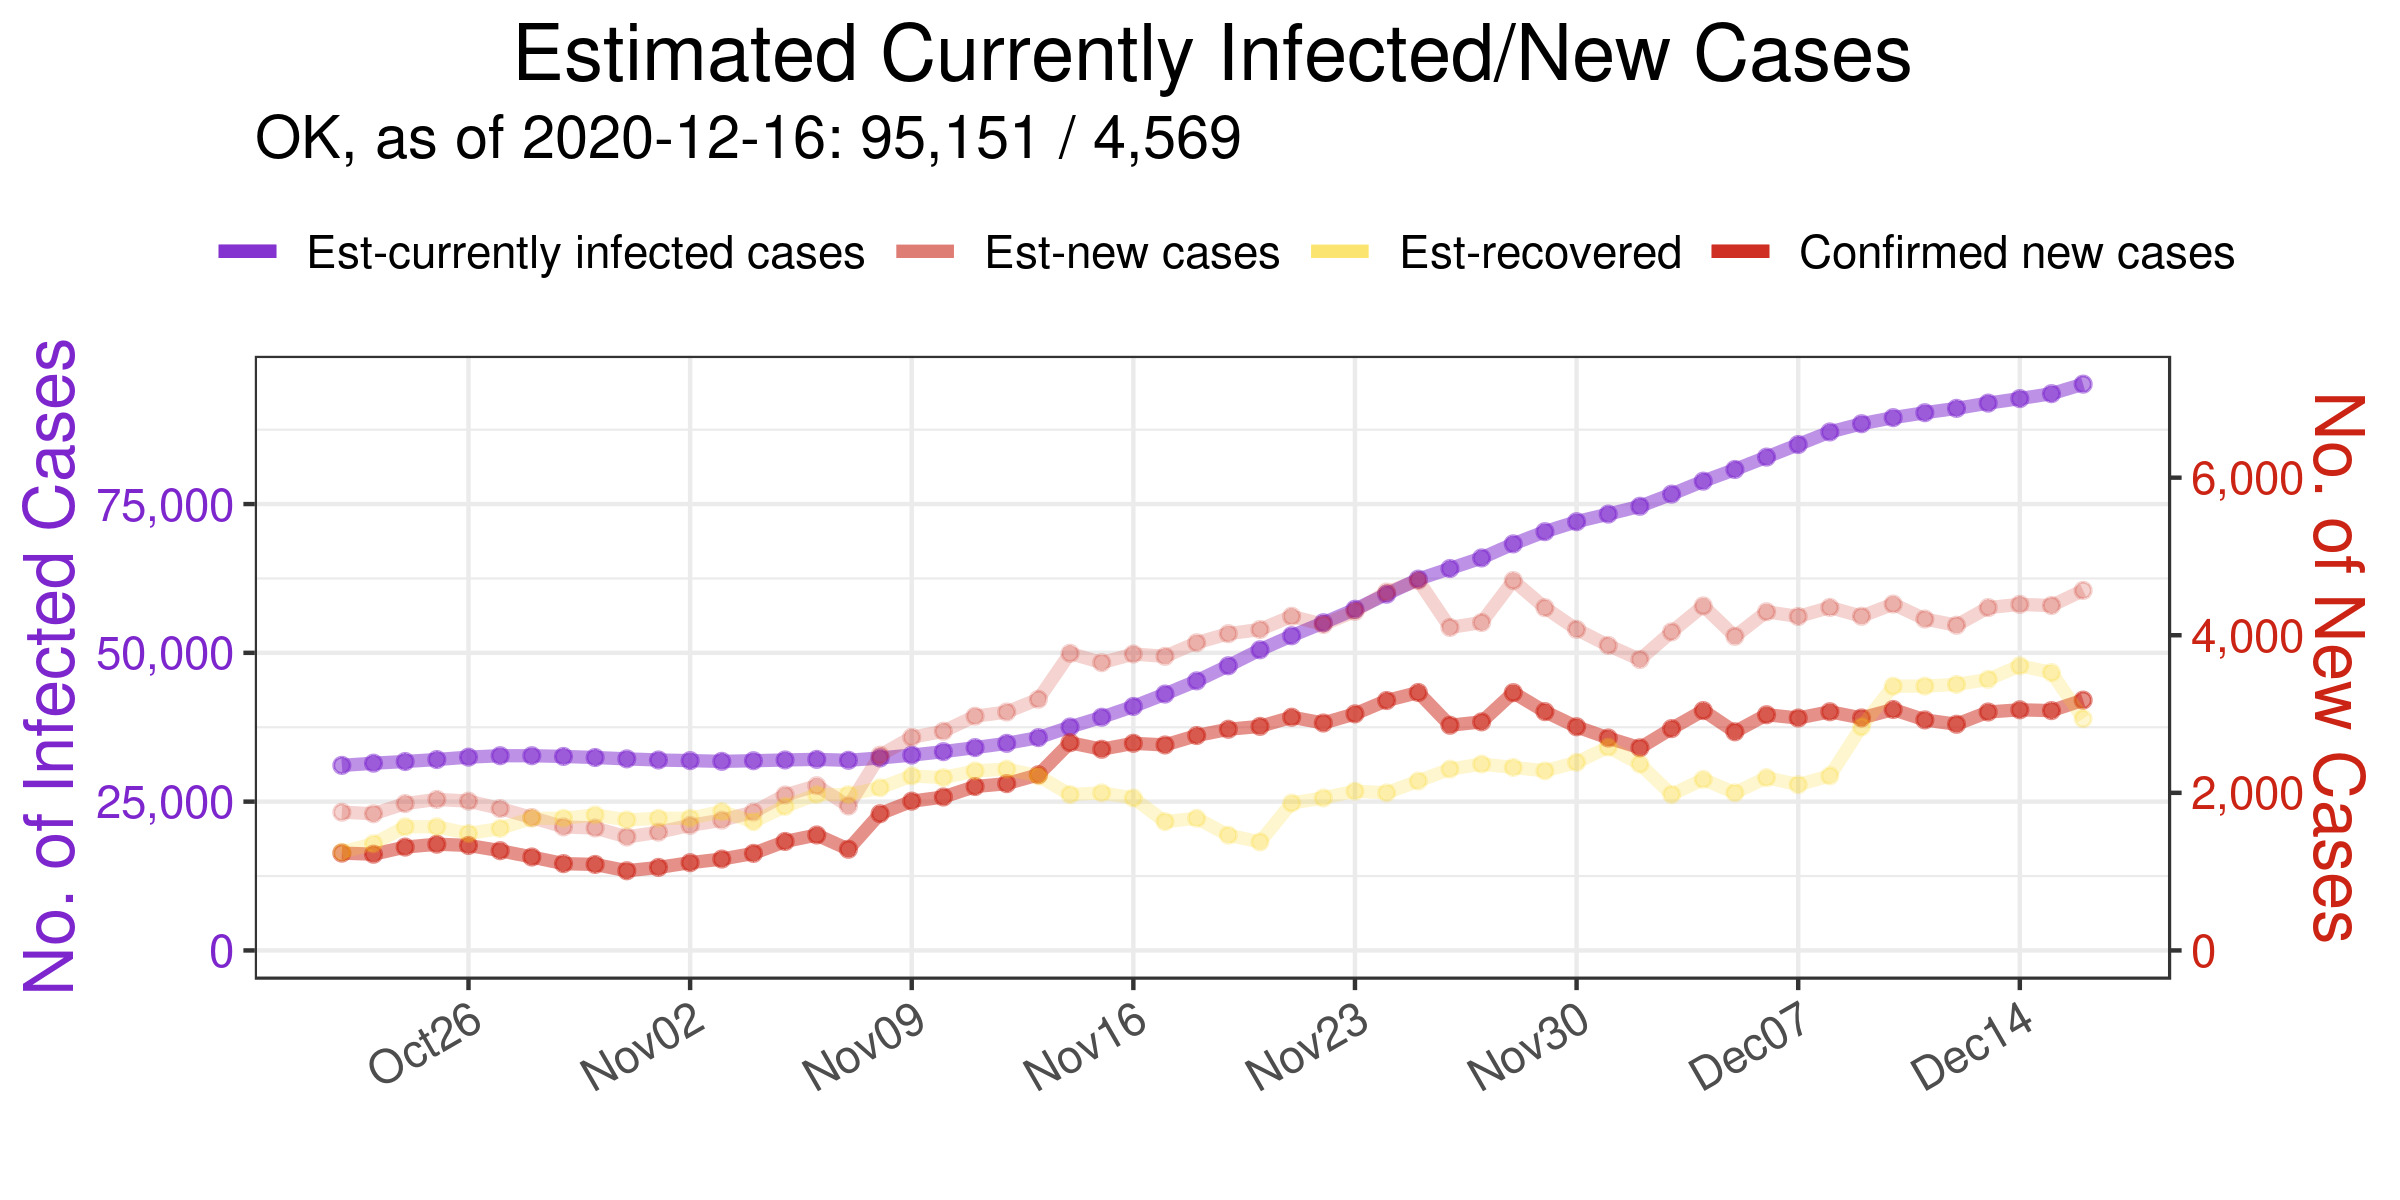 Estimated Currently Infected/New Cases
OK, as of 2020-12-16: 95,151 / 4,569
Est-currently infected cases Est-new cases Est-recovered Confirmed new cases
No. of Infected Cases
75,000
50,000
25,000
0
6,000
4,000
2,000
0
No. of New Cases
Oct26 Nov02 Nov09 Nov16 Nov23 Nov30 Dec07 Dec14